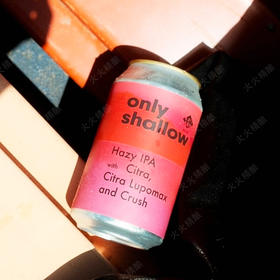 only
shallow
Hazy IPA
with Citra,
Citra Lupomax
and Crush